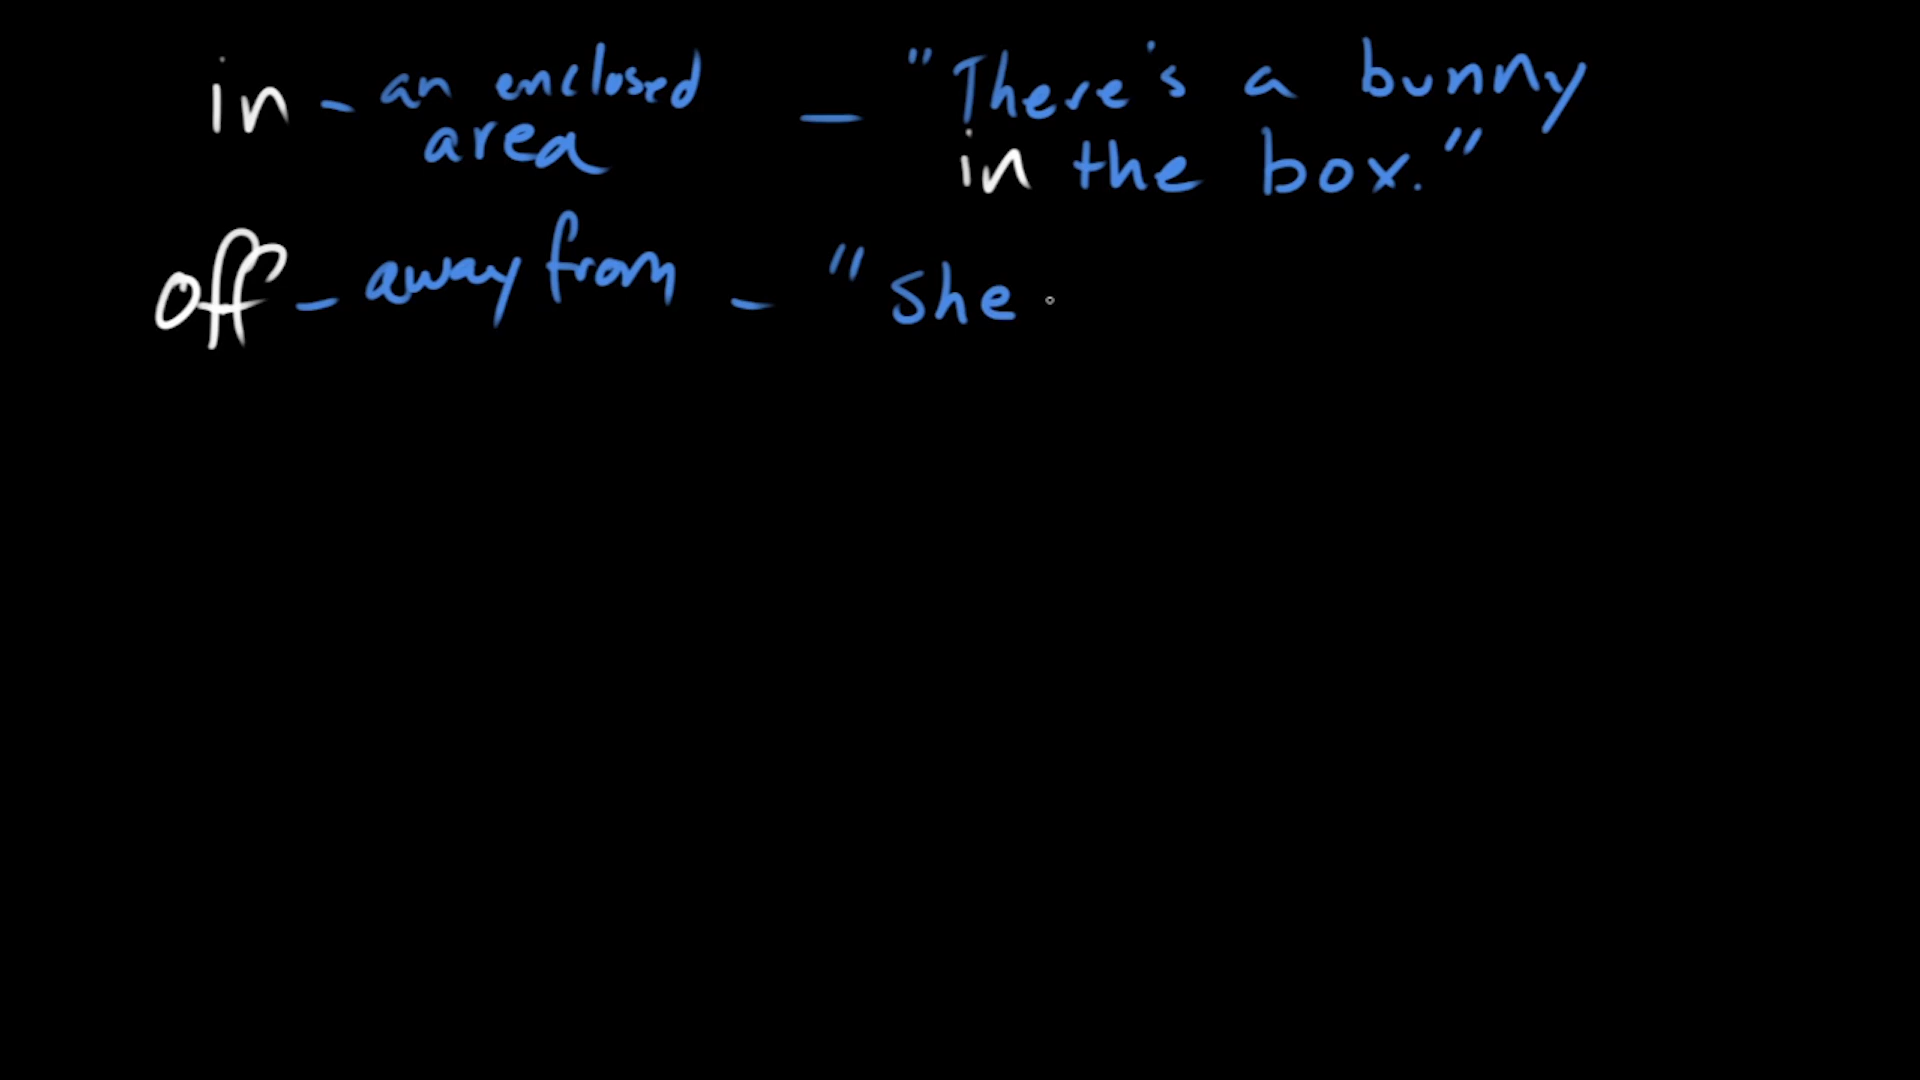 in - an enclosed area - "There's a bunny in the box."
off - away from - "She